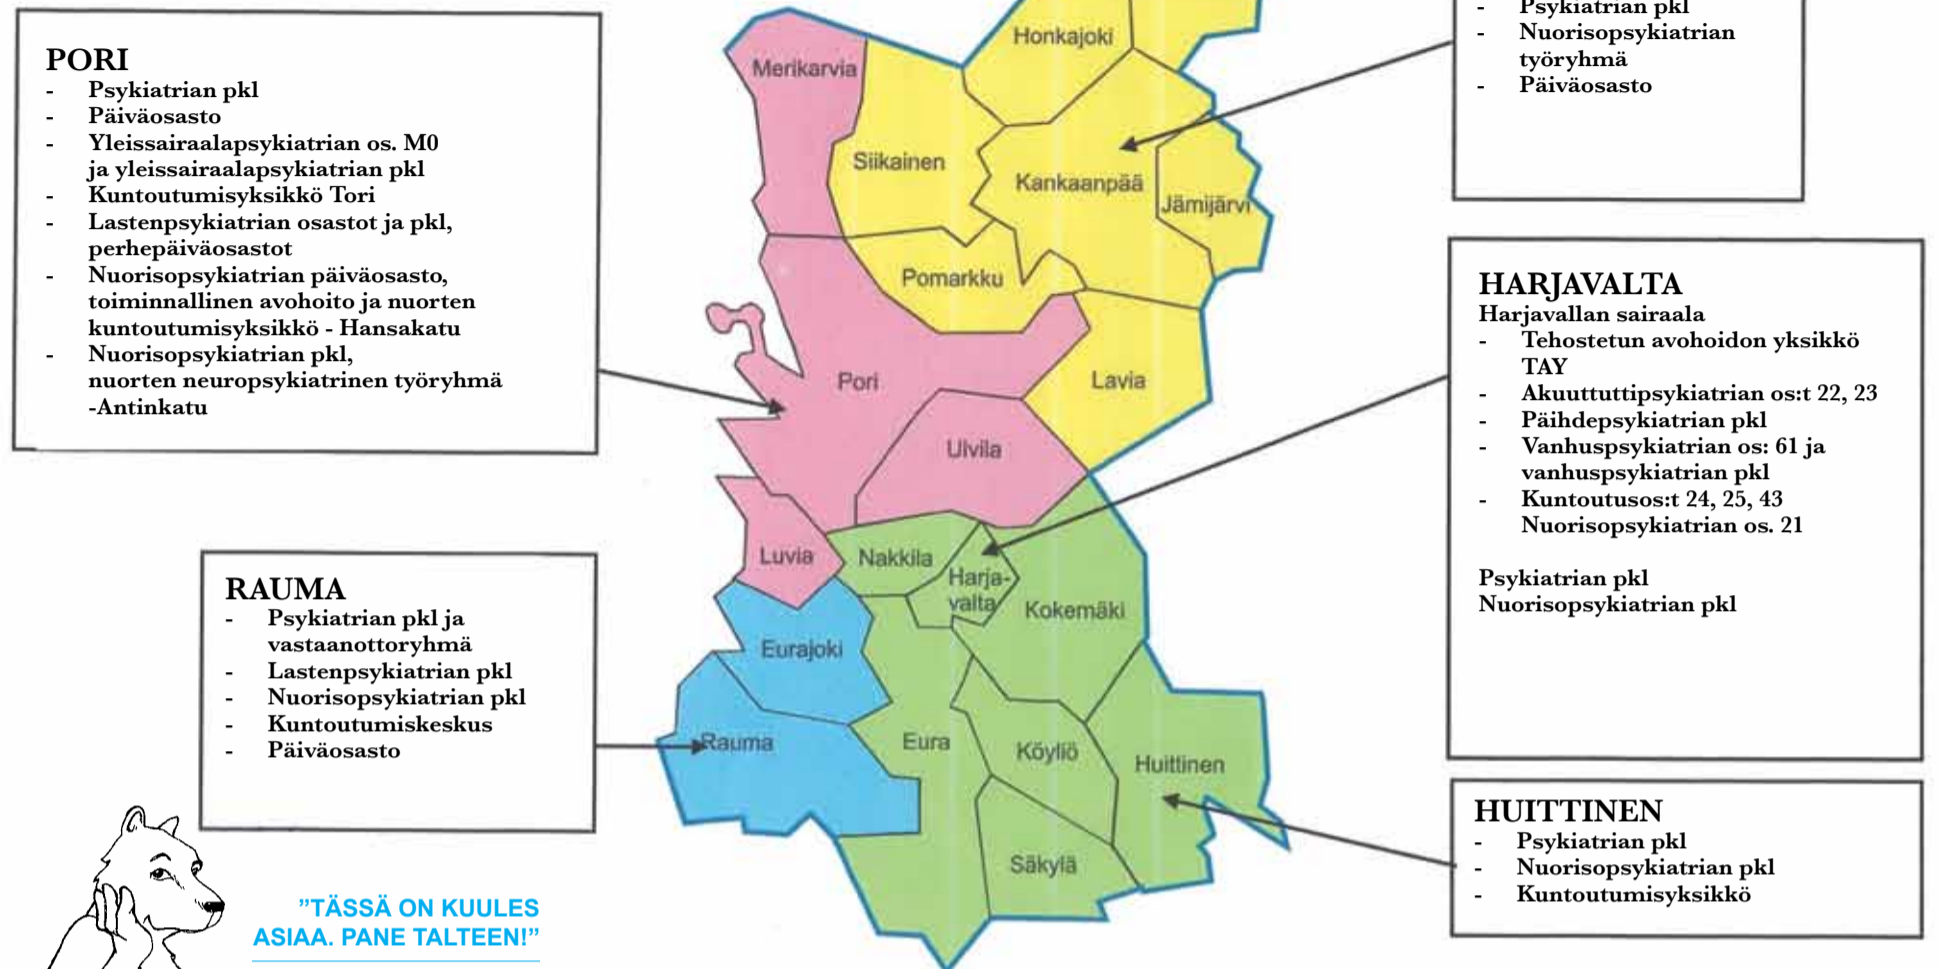 PORI
- Psykiatrian pkl
- Päiväosasto
- Yleissairaalapsykiatrian os. M0
ja yleissairaalapsykiatrian pkl
- Kuntoutumisyksikkö Tori
- Lastenpsykiatrian osastot ja pkl,
perhepäiväosastot
- Nuorisopsykiatrian päiväosasto,
toiminnallinen avohoito ja nuorten
kuntoutumisyksikkö - Hansakatu
- Nuorisopsykiatrian pkl,
nuorten neuropsykiatrinen työryhmä
-Antinkatu
RAUMA
- Psykiatrian pkl ja
vastaanottoryhmä
- Lastenpsykiatrian pkl
- Nuorisopsykiatrian pkl
- Kuntoutumiskeskus
- Päiväosasto
"TÄSSÄ ON KUULES
ASIAA. PANE TALTEEN!"
Honkajoki
Merikarvia
Siikainen
Kankaanpää
Jämijärvi
Pomarkku
Pori
Lavia
Ulvila
Luvia
Nakkila
Harja-
valta
Kokemäki
Eurajoki
Rauma
Eura
Köyliö
Huittinen
Säkylä
- Psykiatrian pkl
- Nuorisopsykiatrian
työryhmä
- Päiväosasto
HARJAVALTA
Harjavallan sairaala
- Tehostetun avohoidon yksikkö
TAY
- Akuuttuttipsykiatrian os:t 22, 23
- Päihdepsykiatrian pkl
- Vanhuspsykiatrian os: 61 ja
vanhuspsykiatrian pkl
- Kuntoutusos:t 24, 25, 43
Nuorisopsykiatrian os. 21
Psykiatrian pkl
Nuorisopsykiatrian pkl
HUITTINEN
- Psykiatrian pkl
- Nuorisopsykiatrian pkl
- Kuntoutumisyksikkö